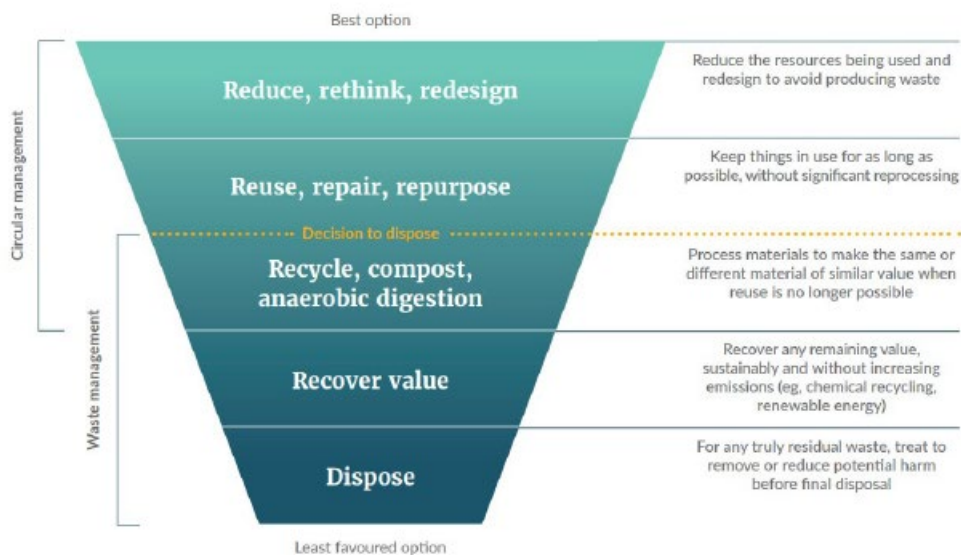 Best option
Reduce, rethink, redesign
Reduce the resources being used and
redesign to avoid producing waste
Circular management
Reuse, repair, repurpose
Keep things in use for as long as
possible, without significant reprocessing
Decision to dispose
Recycle, compost,
anaerobic digestion
Process materials to make the same or
different material of similar value when
reuse is no longer possible
Waste management
Recover value
Recover any remaining value,
sustainably and without increasing
emissions (eg, chemical recycling,
renewable energy)
Dispose
For any truly residual waste, treat to
remove or reduce potential harm
before final disposal
Least favoured option